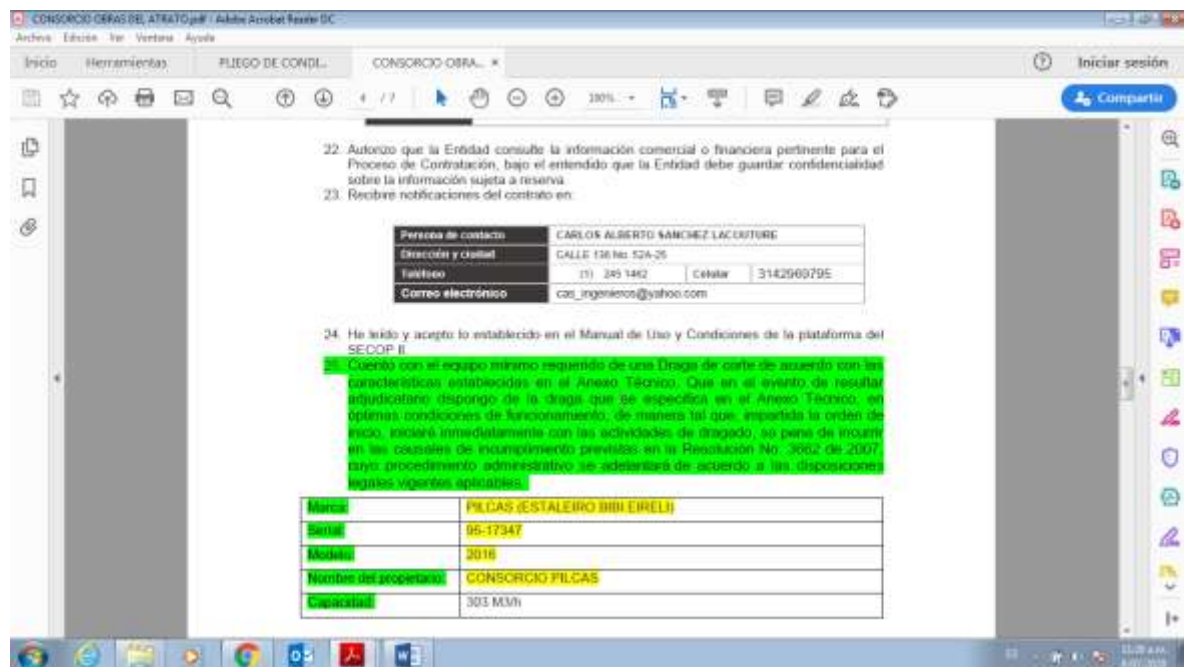 CONSORCIO OBRAS DEL ATRATO.pdf - Adobe Acrobat Reader DC
Archivo Edición Ver Ventana Ayuda
Inicio Herramientas PLIEGO DE CONDI... CONSORCIO OBRA... × Iniciar sesión
4 / 7 Compartir
22. Autorizo que la Entidad consulte la información comercial o financiera pertinente para el
Proceso de Contratación, bajo el entendido que la Entidad debe guardar confidencialidad
sobre la información sujeta a reserva.
23. Recibiré notificaciones del contrato en:
Persona de contacto CARLOS ALBERTO SANCHEZ LACOUTURE
Dirección y ciudad CALLE 136 No. 52A-25
Teléfono (1) 245 1462 Celular 3142969795
Correo electrónico cas_ingenieros@yahoo.com
24. He leído y acepto lo establecido en el Manual de Uso y Condiciones de la plataforma del
SECOP II.
25. Cuento con el equipo mínimo requerido de una Draga de corte de acuerdo con las
características establecidas en el Anexo Técnico. Que en el evento de resultar
adjudicatario dispongo de la draga que se especifica en el Anexo Técnico, en
óptimas condiciones de funcionamiento, de manera tal que, impartida la orden de
inicio, iniciaré inmediatamente con las actividades de dragado, so pena de incurrir
en las causales de incumplimiento previstas en la Resolución No. 3662 de 2007,
cuyo procedimiento administrativo se adelantará de acuerdo a las disposiciones
legales vigentes aplicables.
Marca: PILCAS (ESTALEIRO BIBI EIRELI)
Serial: 95-17347
Modelo: 2016
Nombre del propietario: CONSORCIO PILCAS
Capacidad: 303 M3/h